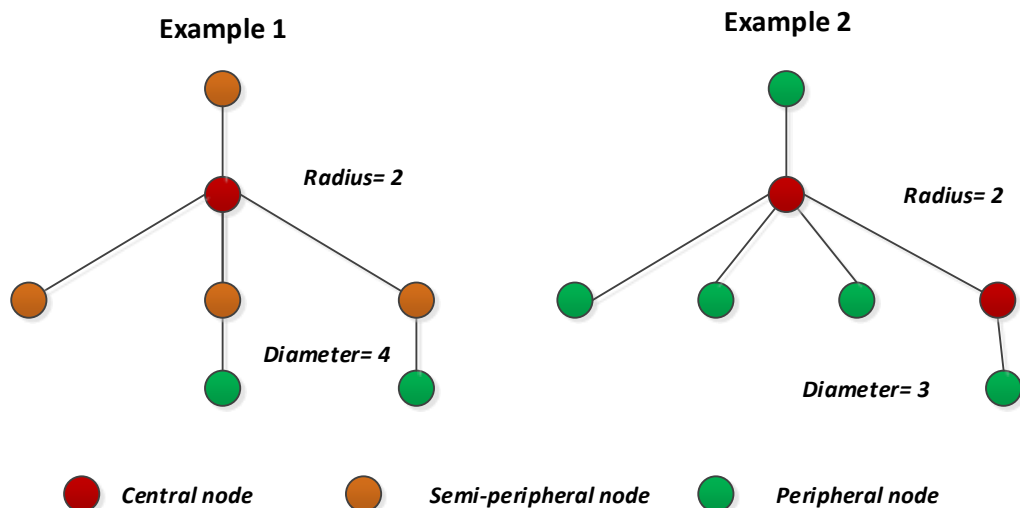 Example 1
Example 2
Radius= 2
Radius= 2
Diameter= 4
Diameter= 3
Central node
Semi-peripheral node
Peripheral node